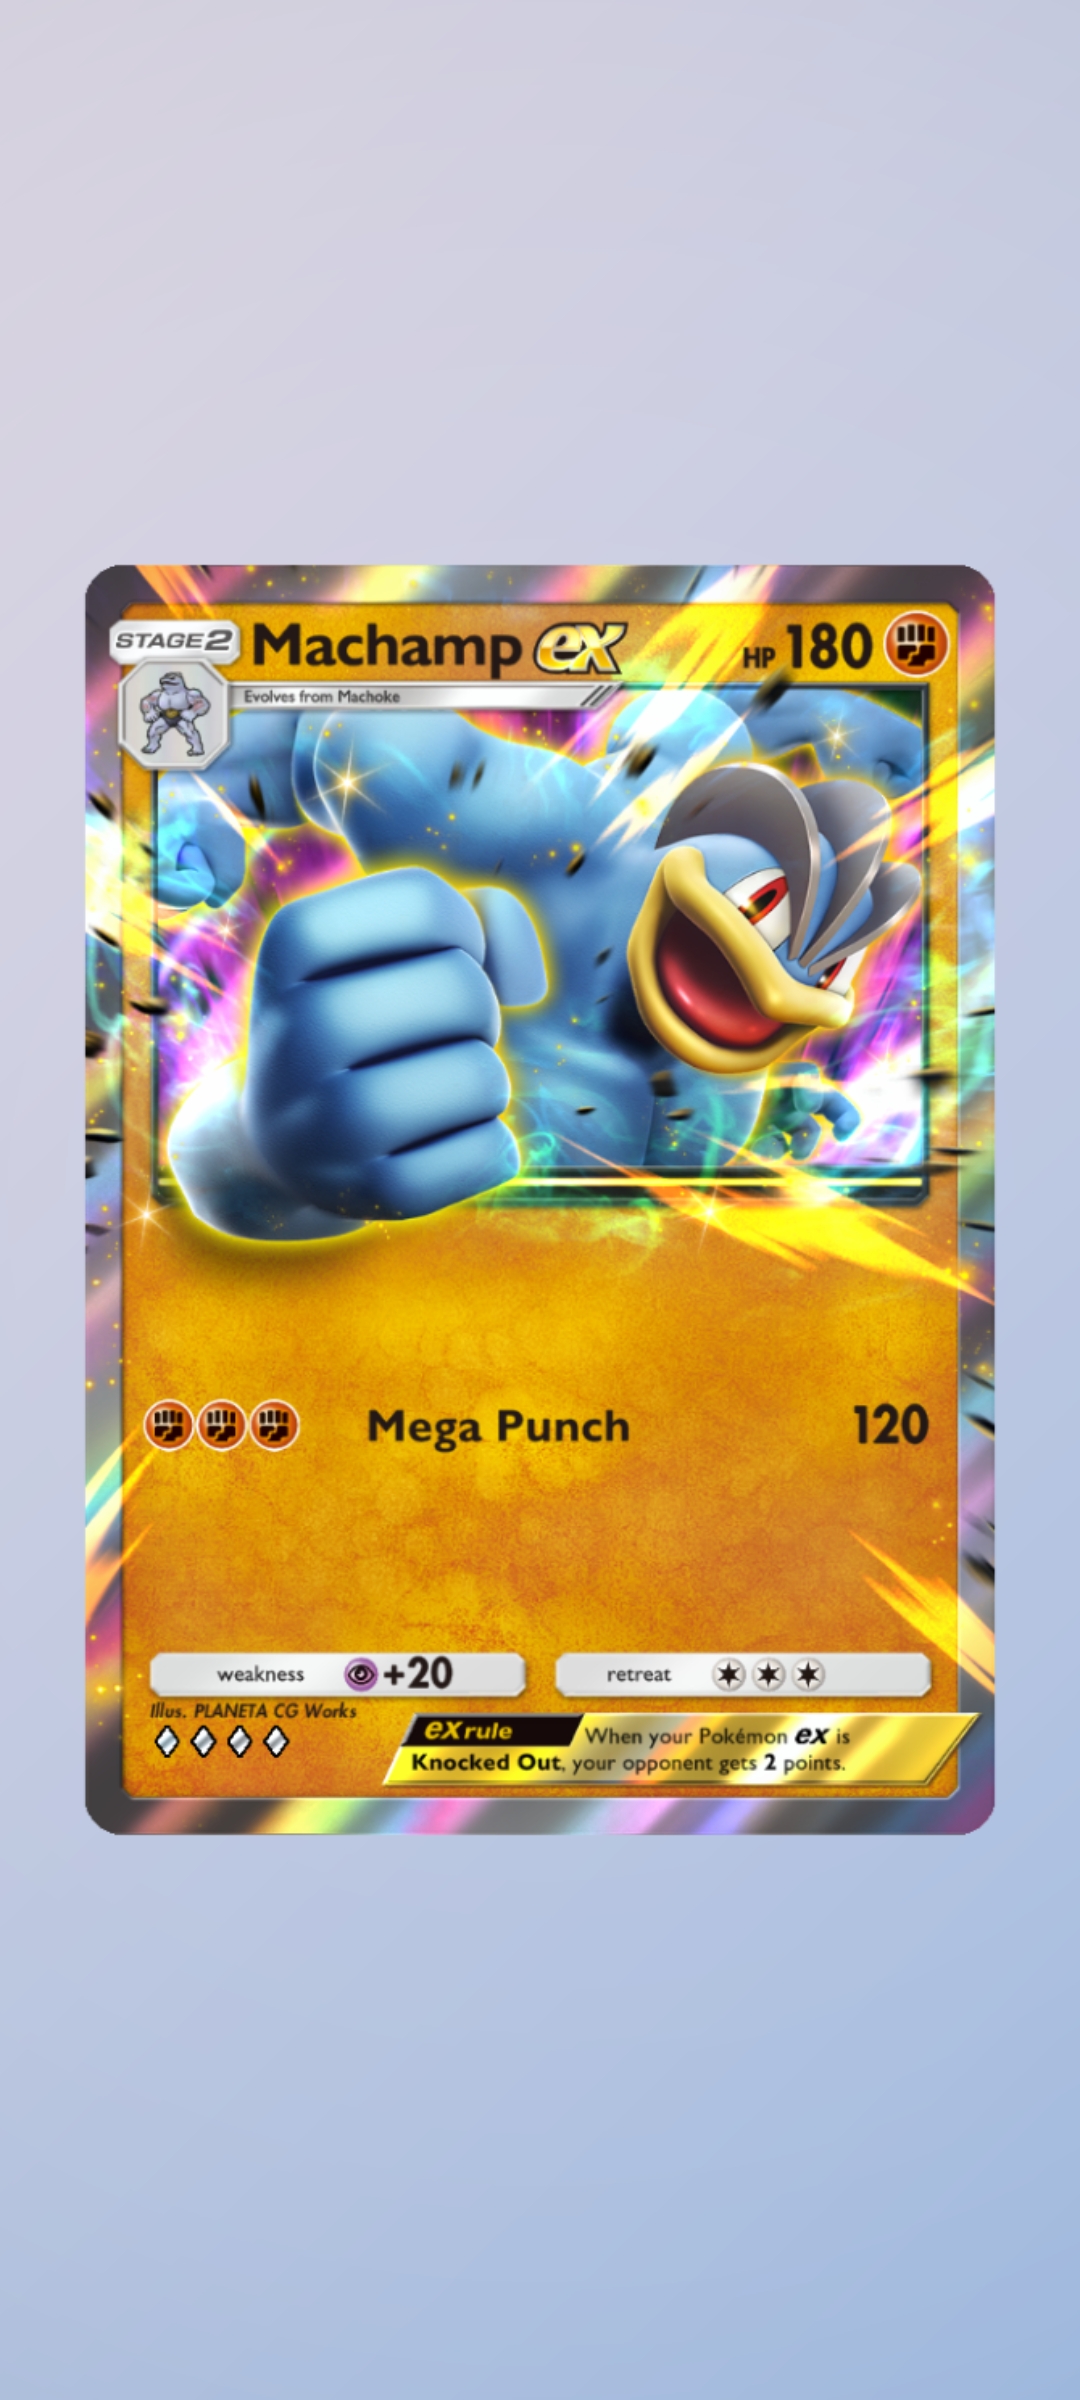 STAGE2 Machamp ex HP 180
Evolves from Machoke
Mega Punch 120
weakness +20 retreat
Illus. PLANETA CG Works
ex rule When your Pokémon ex is
Knocked Out, your opponent gets 2 points.